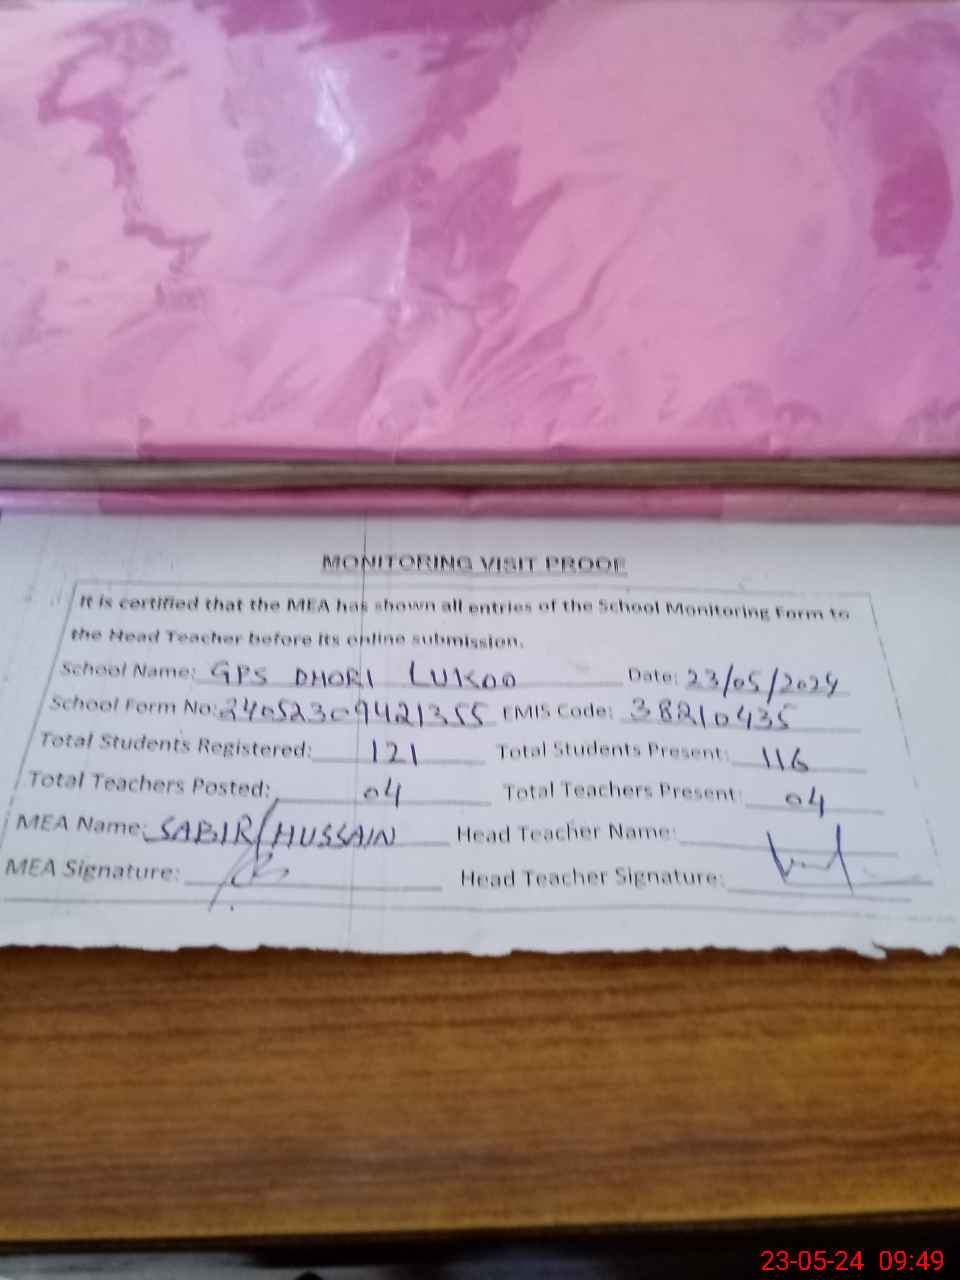 MONITORING VISIT PROOF
It is certified that the MEA has shown all entries of the School Monitoring Form to
the Head Teacher before its online submission.
School Name: GPS DHORI LUKOO Date: 23/05/2024
School Form No: 24052309421355 EMIS Code: 38210435
Total Students Registered: 121 Total Students Present: 116
Total Teachers Posted: 04 Total Teachers Present: 04
MEA Name: SABIR HUSSAIN Head Teacher Name:
MEA Signature: Head Teacher Signature:
23-05-24 09:49